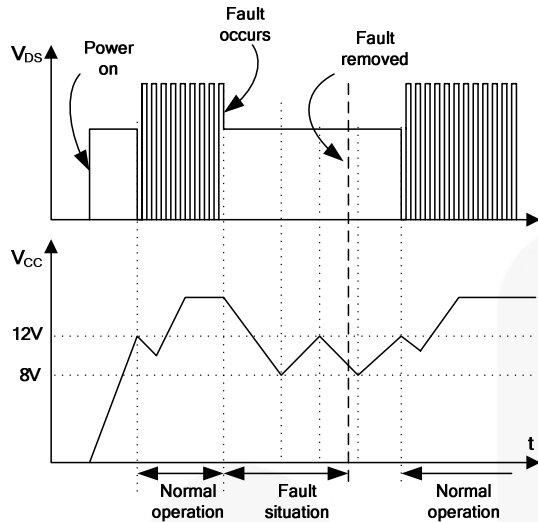 Fault
occurs
Power
on
Fault
removed
VDS
VCC
12V
8V
t
Normal
operation
Fault
situation
Normal
operation